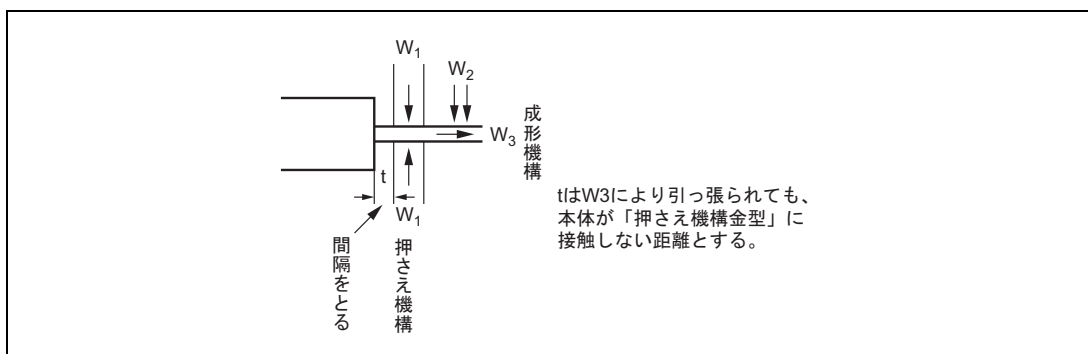 W1
W2
W3
成形機構
t
W1
間隔をとる
押さえ機構
tはW3により引っ張られても、
本体が「押さえ機構金型」に
接触しない距離とする。